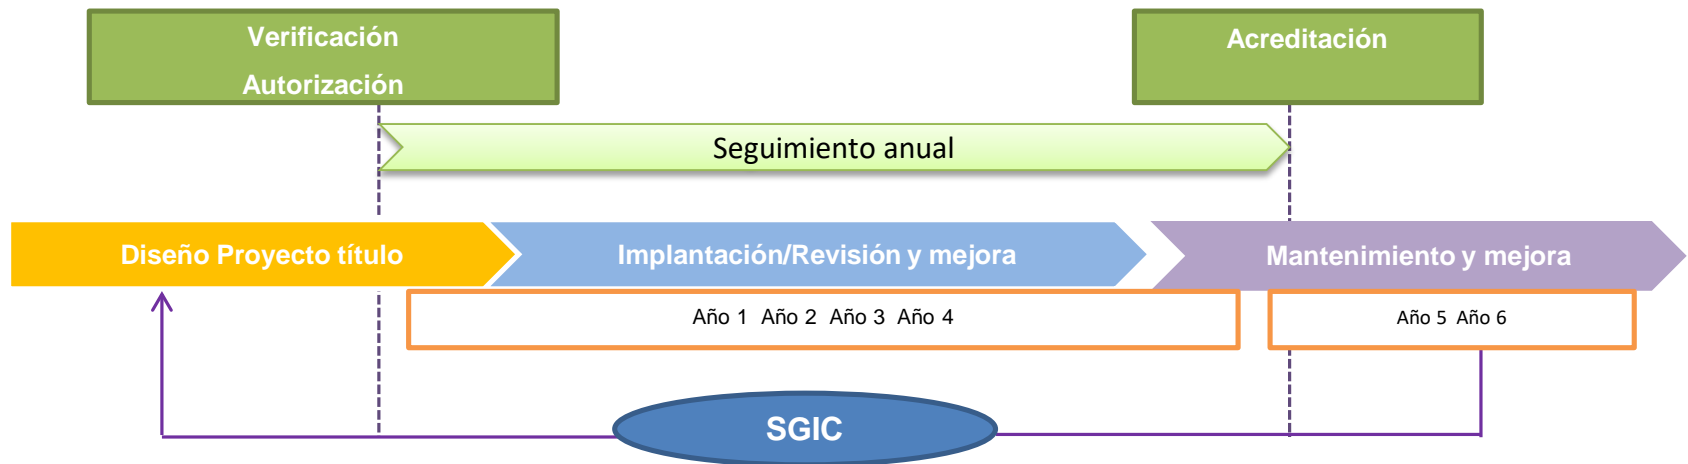 Verificación
Autorización
Acreditación
Seguimiento anual
Diseño Proyecto título
Implantación/Revisión y mejora
Mantenimiento y mejora
Año 1 Año 2 Año 3 Año 4
Año 5 Año 6
SGIC